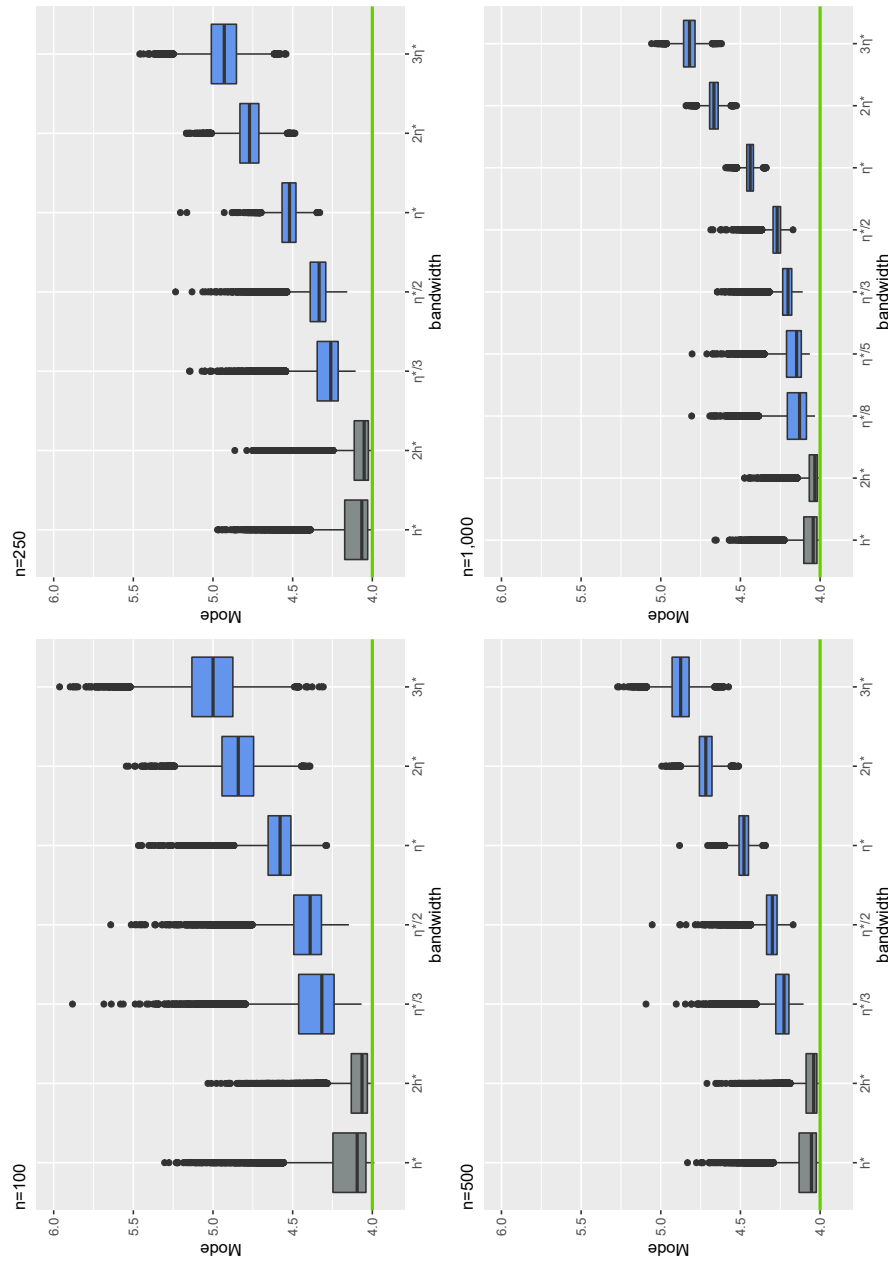 n=100
Mode
6.0
5.5
5.0
4.5
4.0
h*
2h*
η*/3
η*/2
η*
2η*
3η*
bandwidth
n=250
Mode
6.0
5.5
5.0
4.5
4.0
h*
2h*
η*/3
η*/2
η*
2η*
3η*
bandwidth
n=500
Mode
6.0
5.5
5.0
4.5
4.0
h*
2h*
η*/3
η*/2
η*
2η*
3η*
bandwidth
n=1,000
Mode
6.0
5.5
5.0
4.5
4.0
h*
2h*
η*/8
η*/5
η*/3
η*/2
η*
2η*
3η*
bandwidth